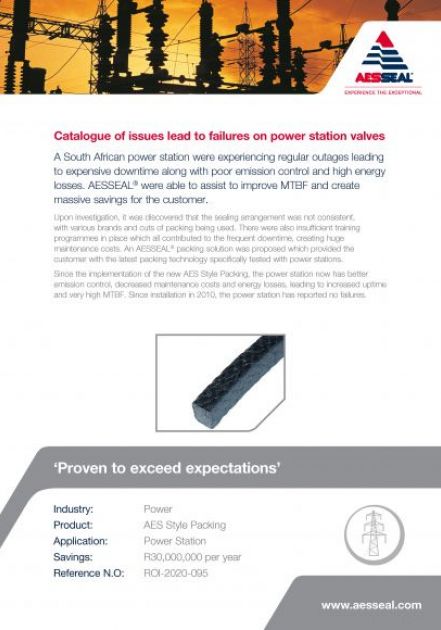 AESSEAL®
EXPERIENCE THE EXCEPTIONAL
Catalogue of issues lead to failures on power station valves
A South African power station were experiencing regular outages leading
to expensive downtime along with poor emission control and high energy
losses. AESSEAL® were able to assist to improve MTBF and create
massive savings for the customer.
Upon investigation, it was discovered that the sealing arrangement was not consistent,
with various brands and cuts of packing being used. There were also insufficient training
programmes in place which all contributed to the frequent downtime, creating huge
maintenance costs. An AESSEAL® packing solution was proposed which provided the
customer with the latest packing technology specifically tested with power stations.
Since the implementation of the new AES Style Packing, the power station now has better
emission control, decreased maintenance costs and energy losses, leading to increased uptime
and very high MTBF. Since installation in 2010, the power station has reported no failures.
‘Proven to exceed expectations’
Industry: Power
Product: AES Style Packing
Application: Power Station
Savings: R30,000,000 per year
Reference N.O: ROI-2020-095
www.aesseal.com